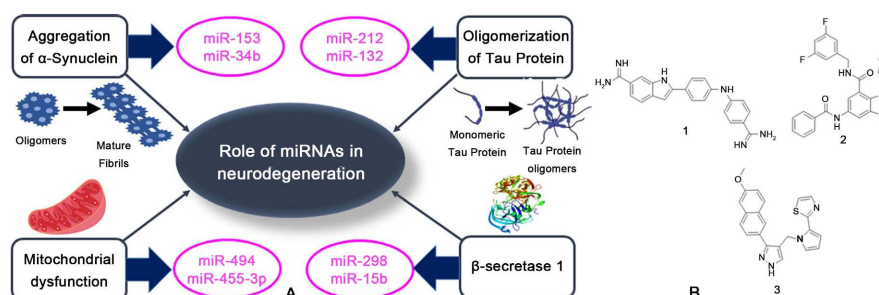 Aggregation
of α-Synuclein
miR-153
miR-34b
miR-212
miR-132
Oligomerization
of Tau Protein
Oligomers
Mature
Fibrils
Role of miRNAs in
neurodegeneration
Monomeric
Tau Protein
Tau Protein
oligomers
Mitochondrial
dysfunction
miR-494
miR-455-3p
miR-298
miR-15b
β-secretase 1
A
NH
H₂N
H
N
NH
NH₂
NH
1
F
F
NH
O
O
NH
2
O
S
N
N
N
N
H
3
B